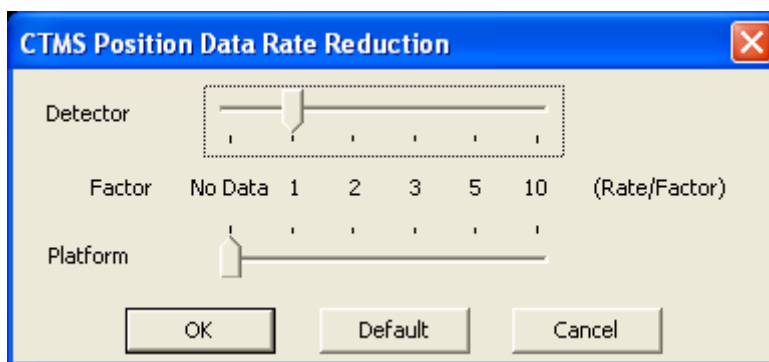 CTMS Position Data Rate Reduction
Detector
Factor No Data 1 2 3 5 10 (Rate/Factor)
Platform
OK Default Cancel